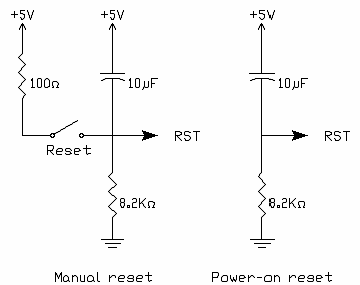 +5V +5V +5V
100Ω 10µF 10µF
RST RST
Reset
8.2KΩ 8.2KΩ
Manual reset Power-on reset